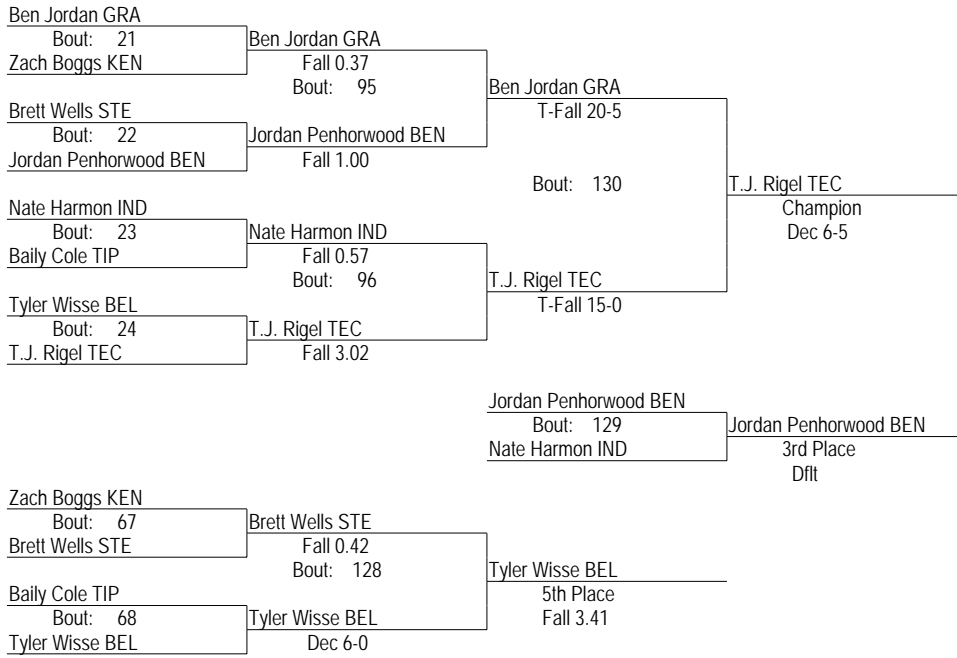 Ben Jordan GRA
Bout: 21
Ben Jordan GRA
Zach Boggs KEN
Fall 0.37
Bout: 95
Ben Jordan GRA
Brett Wells STE
T-Fall 20-5
Bout: 22
Jordan Penhorwood BEN
Jordan Penhorwood BEN
Fall 1.00
Bout: 130
T.J. Rigel TEC
Nate Harmon IND
Champion
Bout: 23
Nate Harmon IND
Dec 6-5
Baily Cole TIP
Fall 0.57
Bout: 96
T.J. Rigel TEC
Tyler Wisse BEL
T-Fall 15-0
Bout: 24
T.J. Rigel TEC
T.J. Rigel TEC
Fall 3.02
Jordan Penhorwood BEN
Bout: 129
Jordan Penhorwood BEN
Nate Harmon IND
3rd Place
Dflt
Zach Boggs KEN
Bout: 67
Brett Wells STE
Brett Wells STE
Fall 0.42
Bout: 128
Tyler Wisse BEL
Baily Cole TIP
5th Place
Bout: 68
Tyler Wisse BEL
Fall 3.41
Tyler Wisse BEL
Dec 6-0